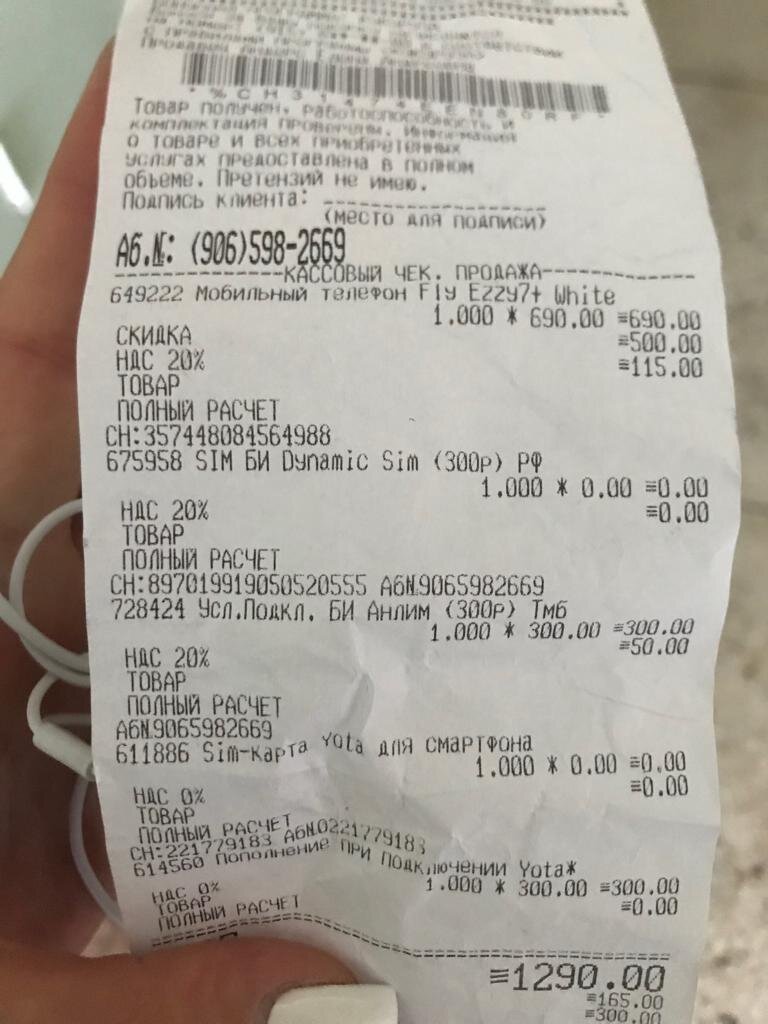 Товар получен, работоспособность и
комплектация проверены. Информация
о товаре и всех приобретенных
услугах предоставлена в полном
объеме. Претензий не имею.
Подпись клиента: ________________
(место для подписи)
Аб.№: (906)598-2669
---------------КАССОВЫЙ ЧЕК. ПРОДАЖА---------------
649222 Мобильный телефон Fly Ezzy7+ White
1.000 * 690.00 ≡690.00
СКИДКА ≡500.00
НДС 20% ≡115.00
ТОВАР
ПОЛНЫЙ РАСЧЕТ
СН:357448084564988
675958 SIM БИ Dynamic Sim (300р) РФ
1.000 * 0.00 ≡0.00
НДС 20% ≡0.00
ТОВАР
ПОЛНЫЙ РАСЧЕТ
СН:897019919050520555 Аб№9065982669
728424 Усл.Подкл. БИ Анлим (300р) Тмб
1.000 * 300.00 ≡300.00
НДС 20% ≡50.00
ТОВАР
ПОЛНЫЙ РАСЧЕТ
Аб№9065982669
611886 Sim-карта Yota для смартфона
1.000 * 0.00 ≡0.00
НДС 0% ≡0.00
ТОВАР
ПОЛНЫЙ РАСЧЕТ
СН:221779183 Аб№0221779183
614560 Пополнение ПРИ ПОДКЛЮЧЕНИИ Yota*
1.000 * 300.00 ≡300.00
НДС 0% ≡0.00
ТОВАР
ПОЛНЫЙ РАСЧЕТ
≡1290.00
≡165.00
≡300.00